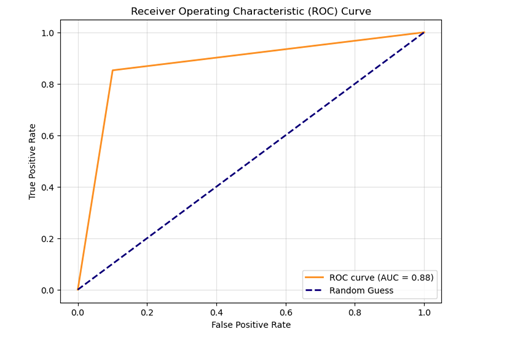 Receiver Operating Characteristic (ROC) Curve
1.0
0.8
0.6
0.4
0.2
0.0
True Positive Rate
ROC curve (AUC = 0.88)
Random Guess
0.0 0.2 0.4 0.6 0.8 1.0
False Positive Rate